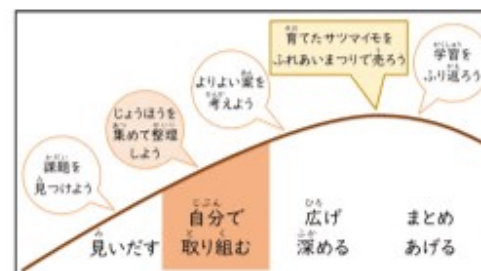 課題を
見つけよう
じょうほうを
集めて整理
しよう
よりよい案を
考えよう
育てたサツマイモを
ふれあいまつりで売ろう
学習を
ふり返ろう
見いだす
自分で
取り組む
広げ
深める
まとめ
あげる